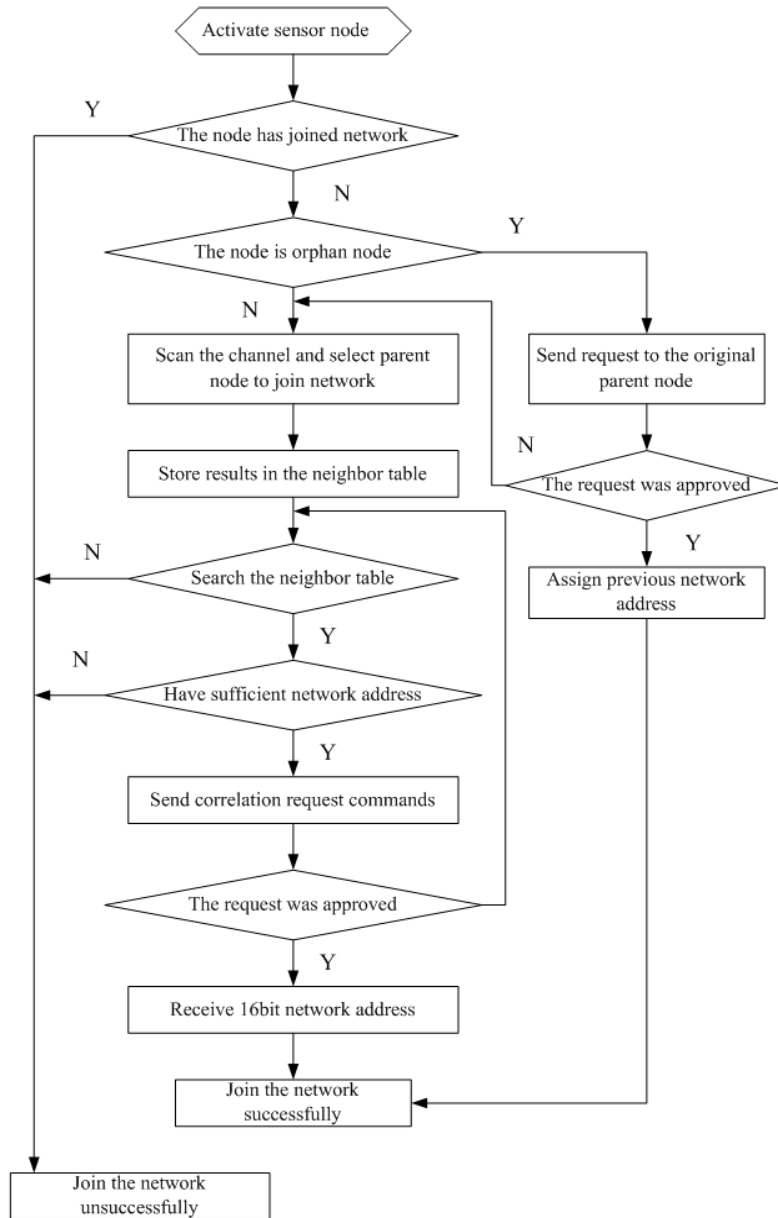 Activate sensor node
Y
The node has joined network
N
The node is orphan node
Y
N
Scan the channel and select parent
node to join network
Send request to the original
parent node
N
Store results in the neighbor table
The request was approved
Y
N
Search the neighbor table
Assign previous network
address
Y
N
Have sufficient network address
Y
Send correlation request commands
The request was approved
Y
Receive 16bit network address
Join the network
successfully
Join the network
unsuccessfully